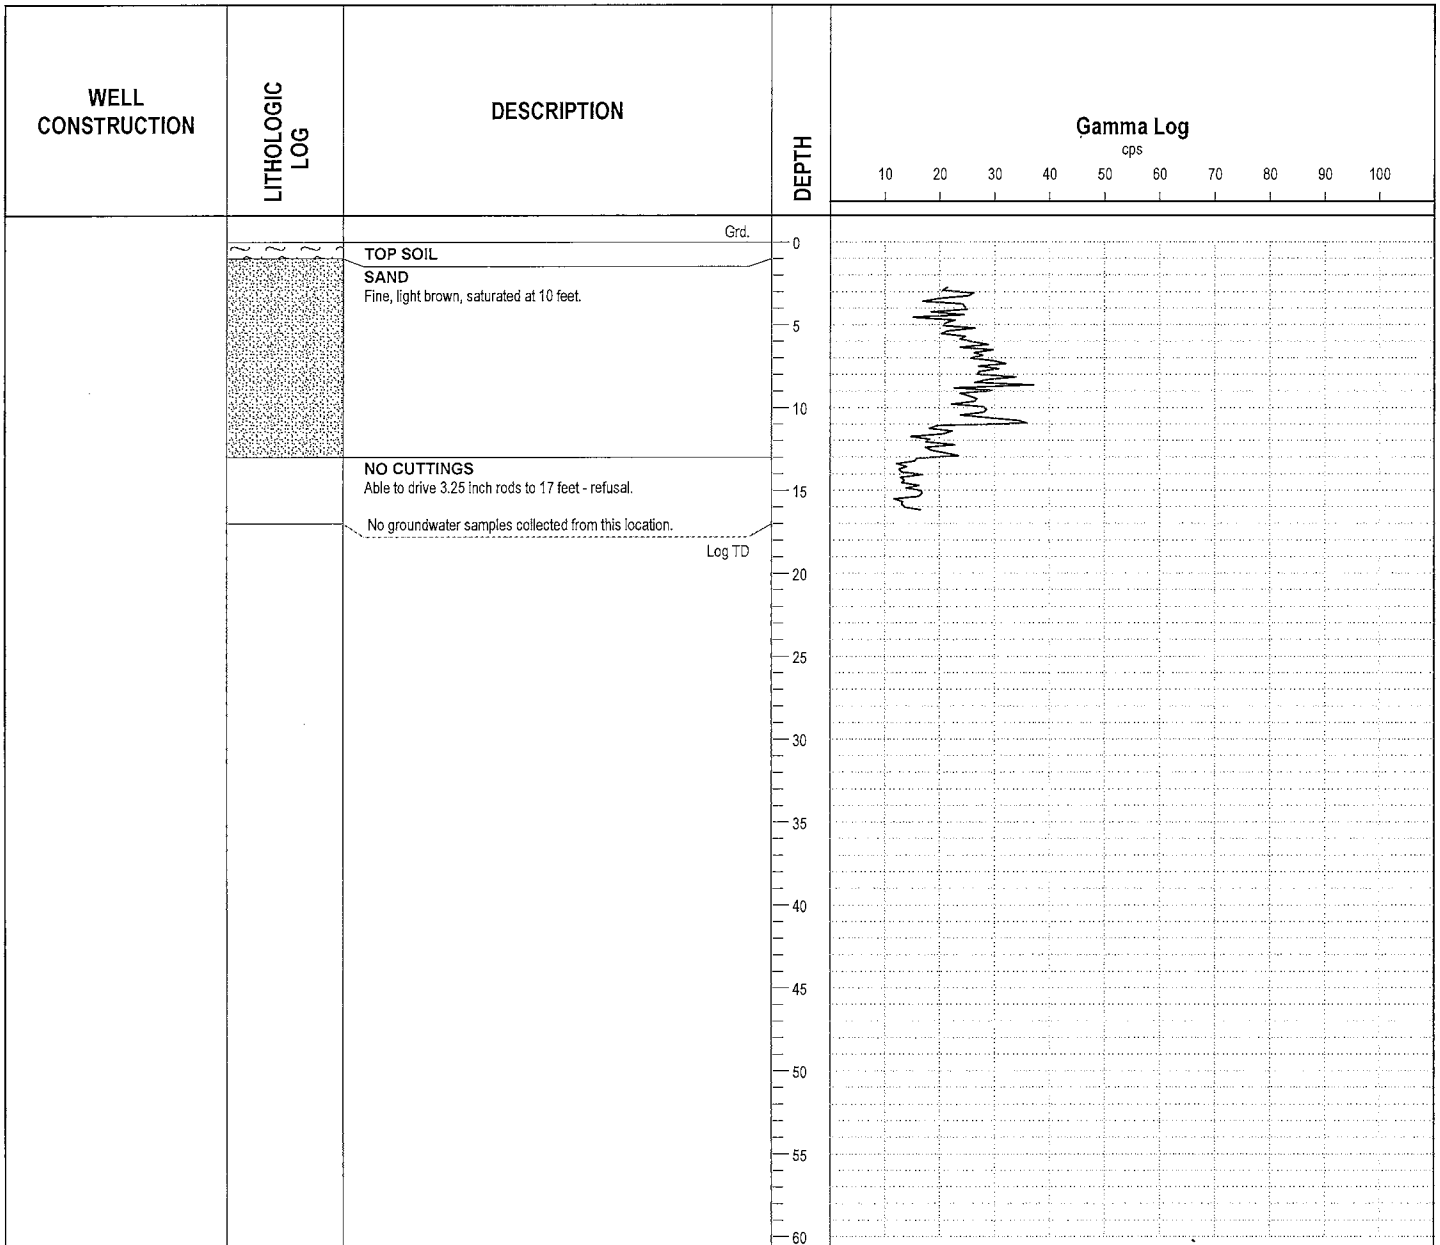 WELL
CONSTRUCTION
LITHOLOGIC
LOG
DESCRIPTION
DEPTH
Gamma Log
cps
10 20 30 40 50 60 70 80 90 100
Grd.
0
TOP SOIL
SAND
Fine, light brown, saturated at 10 feet.
5
10
NO CUTTINGS
Able to drive 3.25 inch rods to 17 feet - refusal.
15
No groundwater samples collected from this location.
Log TD
20
25
30
35
40
45
50
55
60